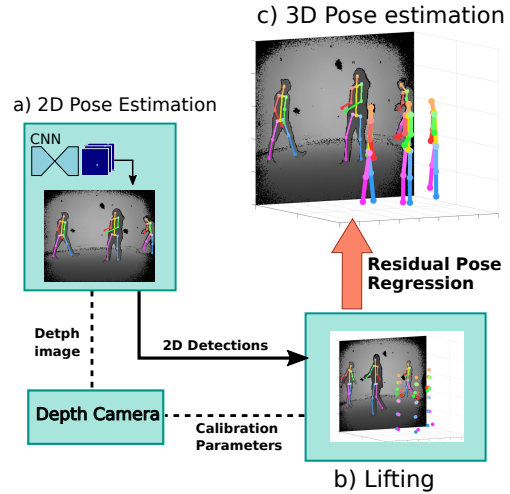 c) 3D Pose estimation
a) 2D Pose Estimation
CNN
Residual Pose
Regression
Detph
image
2D Detections
Depth Camera
Calibration
Parameters
b) Lifting